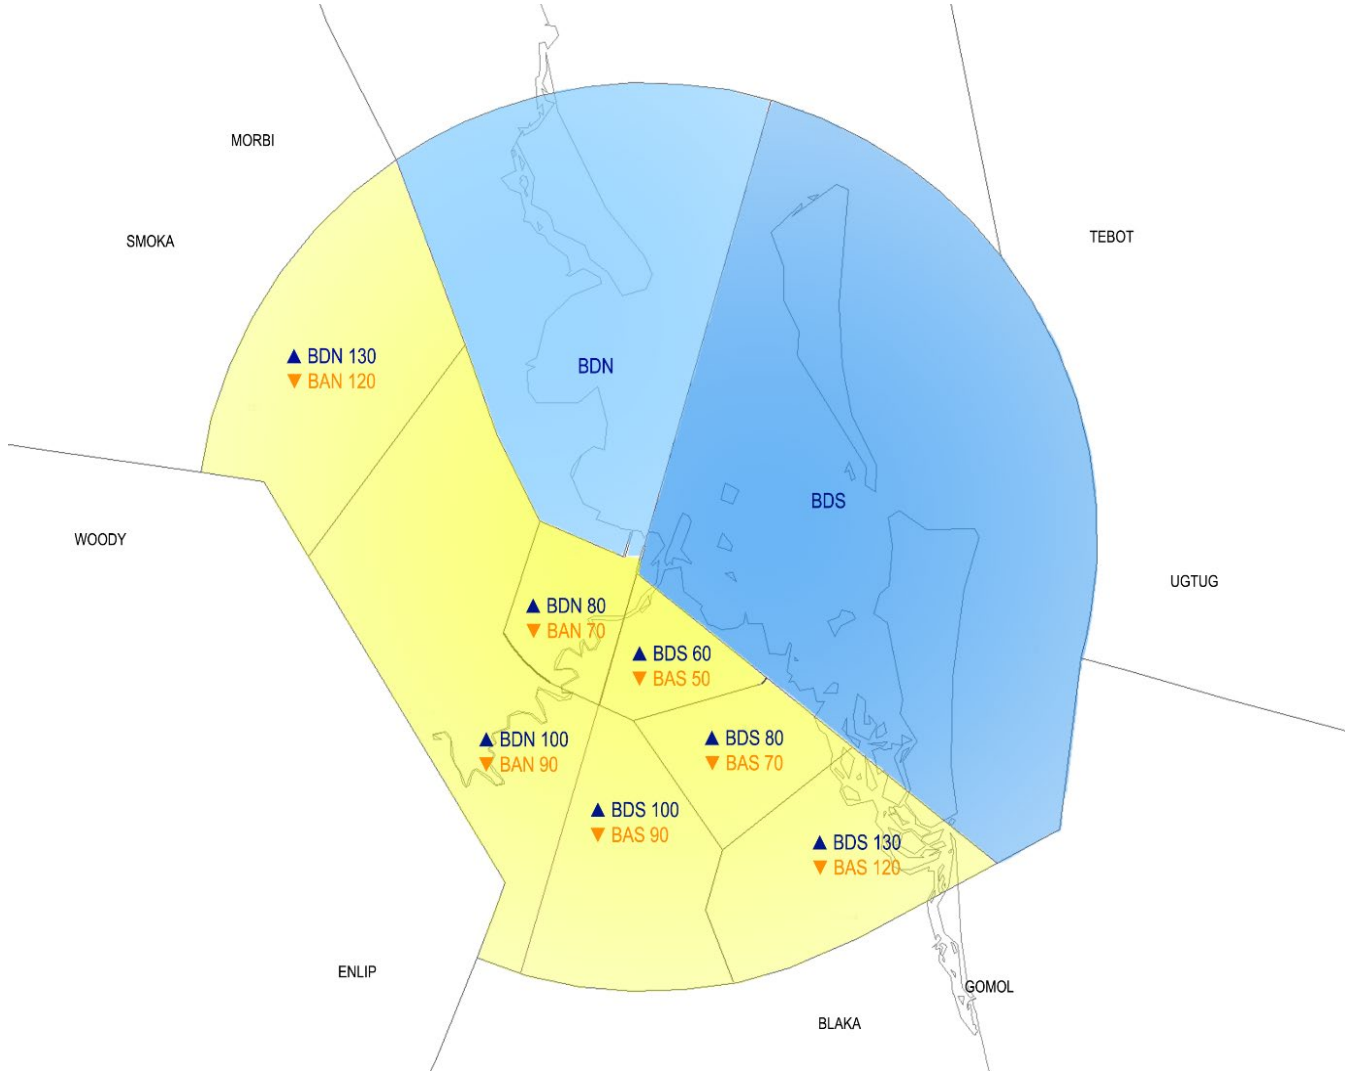 MORBI
SMOKA
TEBOT
▲ BDN 130
▼ BAN 120
BDN
BDS
WOODY
UGTUG
▲ BDN 80
▼ BAN 70
▲ BDS 60
▼ BAS 50
▲ BDN 100
▼ BAN 90
▲ BDS 80
▼ BAS 70
▲ BDS 100
▼ BAS 90
▲ BDS 130
▼ BAS 120
ENLIP
GOMOL
BLAKA